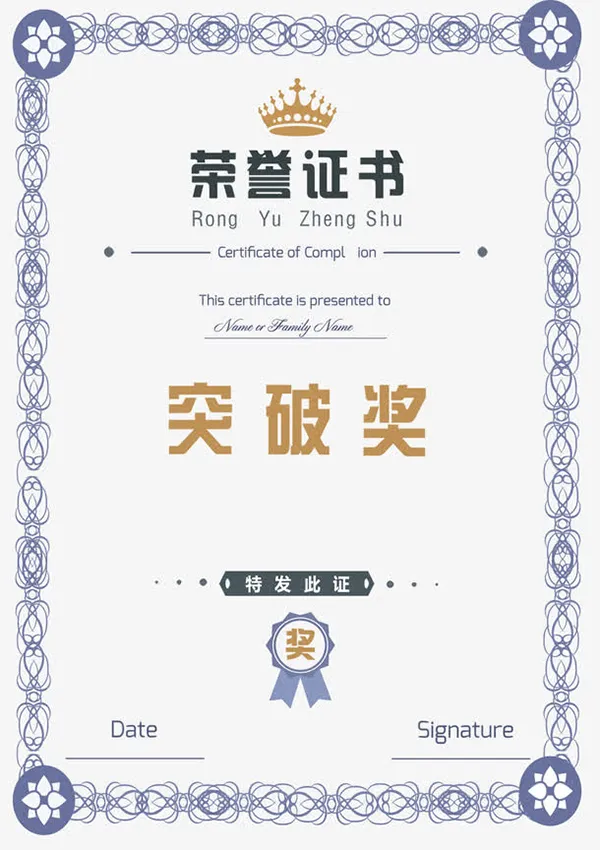 荣誉证书
Rong Yu Zheng Shu
Certificate of Compl ion
This certificate is presented to
Name or Family Name
突破奖
特发此证
奖
Date Signature